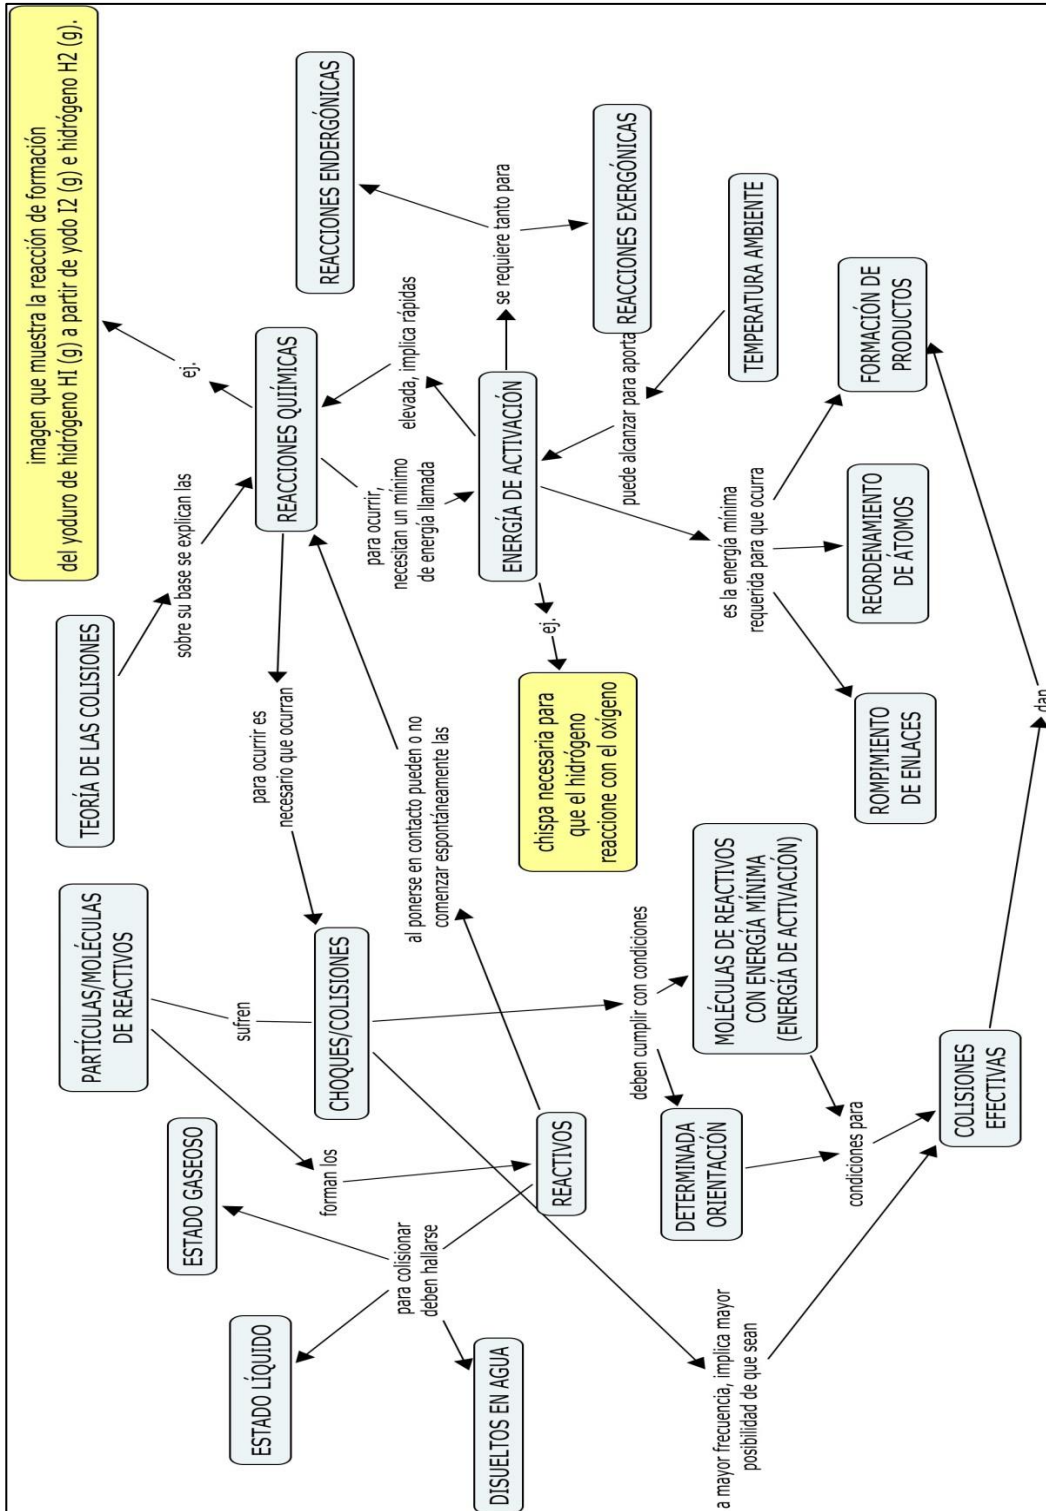 imagen que muestra la reacción de formación
del yoduro de hidrógeno HI (g) a partir de yodo I2 (g) e hidrógeno H2 (g).
TEORÍA DE LAS COLISIONES
PARTÍCULAS/MOLÉCULAS
DE REACTIVOS
sobre su base se explican las
ej.
ESTADO GASEOSO
ESTADO LÍQUIDO
sufren
para ocurrir es
necesario que ocurran
REACCIONES QUIÍMICAS
REACCIONES ENDERGÓNICAS
forman los
CHOQUES/COLISIONES
para ocurrir,
necesitan un mínimo
de energía llamada
elevada, implica rápidas
para colisionar
deben hallarse
al ponerse en contacto pueden o no
comenzar espontáneamente las
DISUELTOS EN AGUA
REACTIVOS
ENERGÍA DE ACTIVACIÓN
se requiere tanto para
chispa necesaria para
que el hidrógeno
reaccione con el oxígeno
ej.
REACCIONES EXERGÓNICAS
puede alcanzar para aporta
deben cumplir con condiciones
DETERMINADA
ORIENTACIÓN
MOLÉCULAS DE REACTIVOS
CON ENERGÍA MÍNIMA
(ENERGÍA DE ACTIVACIÓN)
es la energía mínima
requerida para que ocurra
TEMPERATURA AMBIENTE
a mayor frecuencia, implica mayor
posibilidad de que sean
condiciones para
ROMPIMIENTO
DE ENLACES
REORDENAMIENTO
DE ÁTOMOS
FORMACIÓN DE
PRODUCTOS
COLISIONES
EFECTIVAS
dan